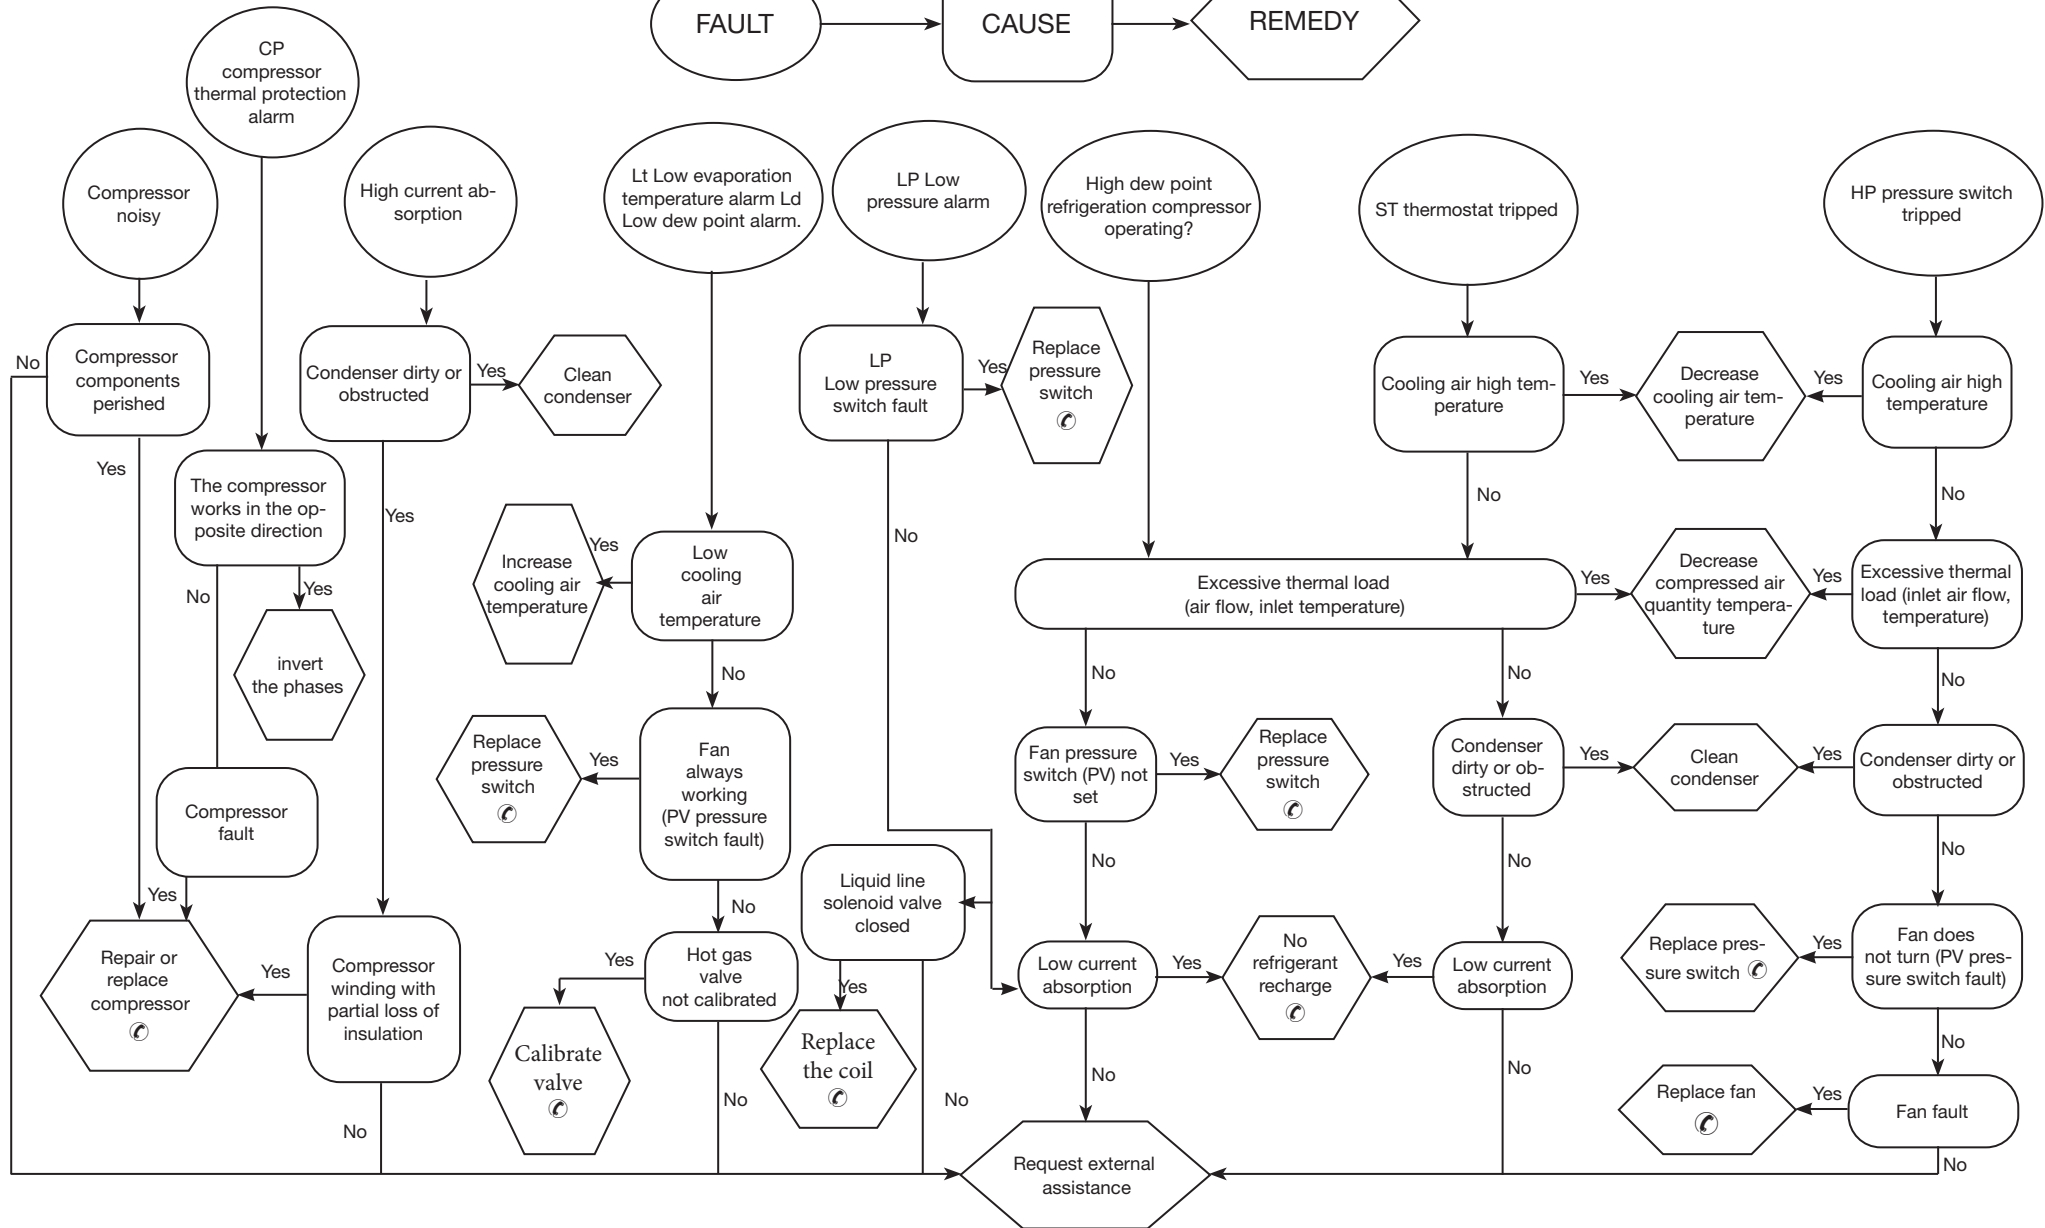 FAULT
CAUSE
REMEDY
CP
compressor
thermal protection
alarm
Compressor
noisy
High current ab-
sorption
Lt Low evaporation
temperature alarm Ld
Low dew point alarm.
LP Low
pressure alarm
High dew point
refrigeration compressor
operating?
ST thermostat tripped
HP pressure switch
tripped
No
Compressor
components
perished
Condenser dirty or
obstructed
Yes
Clean
condenser
LP
Low pressure
switch fault
Yes
Replace
pressure
switch
Cooling air high tem-
perature
Yes
Decrease
cooling air tem-
perature
Yes
Cooling air high
temperature
Yes
The compressor
works in the op-
posite direction
Yes
No
No
No
Increase
cooling air
temperature
Yes
Low
cooling
air
temperature
Excessive thermal load
(air flow, inlet temperature)
Yes
Decrease
compressed air
quantity tempera-
ture
Yes
Excessive thermal
load (inlet air flow,
temperature)
No
Yes
invert
the phases
No
No
No
No
Replace
pressure
switch
Yes
Fan
always
working
(PV pressure
switch fault)
Fan pressure
switch (PV) not
set
Yes
Replace
pressure
switch
Condenser
dirty or ob-
structed
Yes
Clean
condenser
Yes
Condenser dirty or
obstructed
Compressor
fault
No
No
No
Yes
No
Liquid line
solenoid valve
closed
Repair or
replace
compressor
Yes
Compressor
winding with
partial loss of
insulation
Yes
Hot gas
valve
not calibrated
Yes
Low current
absorption
Yes
No
refrigerant
recharge
Yes
Low current
absorption
Replace pres-
sure switch
Yes
Fan does
not turn (PV pres-
sure switch fault)
Calibrate
valve
Replace
the coil
No
No
No
No
No
No
Replace fan
Yes
Fan fault
Request external
assistance
No